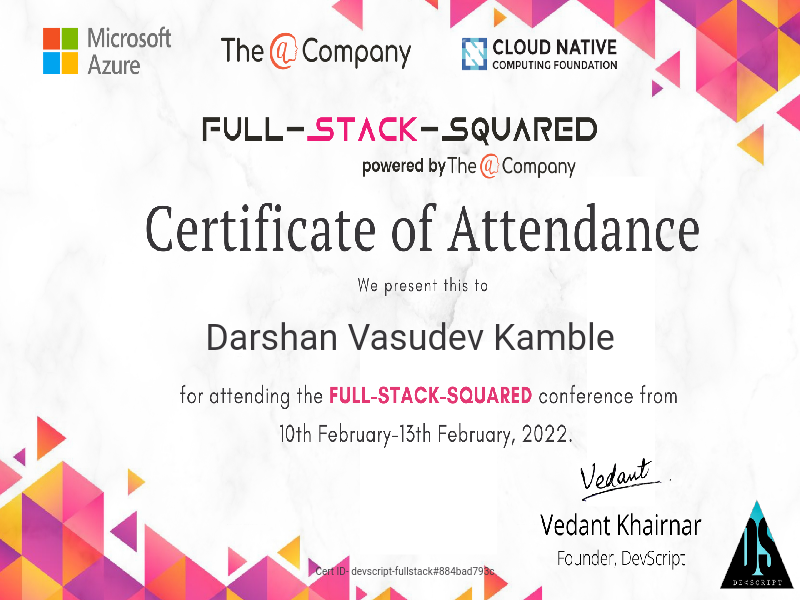 Microsoft
Azure
The @ Company
CLOUD NATIVE
COMPUTING FOUNDATION
FULL-STACK-SQUARED
powered by The @ Company
Certificate of Attendance
We present this to
Darshan Vasudev Kamble
for attending the FULL-STACK-SQUARED conference from
10th February-13th February, 2022.
Vedant
Vedant Khairnar
Founder, DevScript
DS
DEVSCRIPT
Cert ID- devscript-fullstack#884bad793c